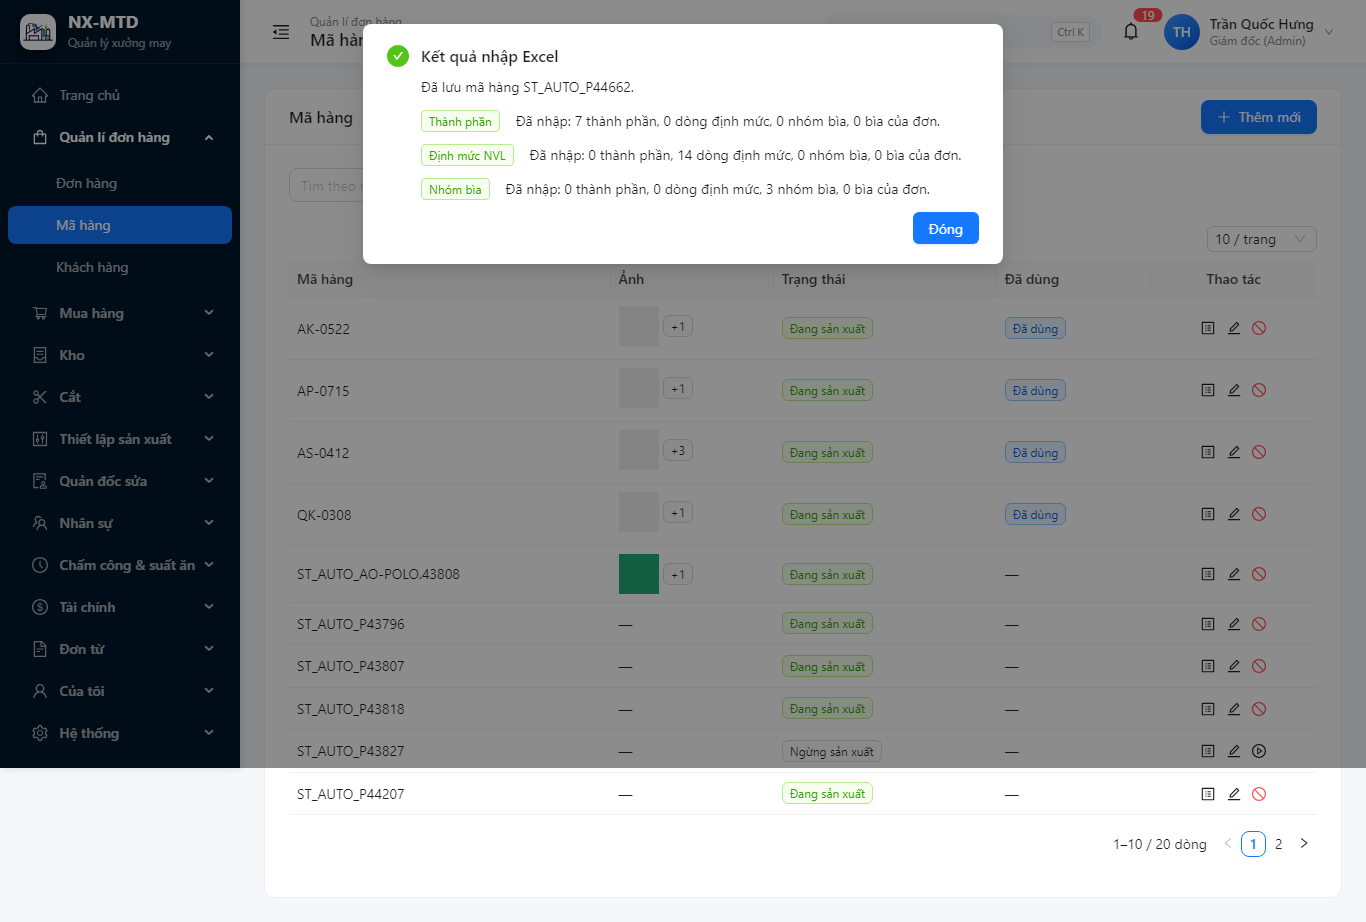 NX-MTD
Quản lý xưởng may
Trang chủ
Quản lí đơn hàng
Đơn hàng
Mã hàng
Khách hàng
Mua hàng
Kho
Cắt
Thiết lập sản xuất
Quản đốc sửa
Nhân sự
Chấm công & suất ăn
Tài chính
Đơn từ
Của tôi
Hệ thống
Quản lí đơn hàng
Mã hàng
Ctrl K
19
TH
Trần Quốc Hưng
Giám đốc (Admin)
Kết quả nhập Excel
Đã lưu mã hàng ST_AUTO_P44662.
Thành phần Đã nhập: 7 thành phần, 0 dòng định mức, 0 nhóm bìa, 0 bìa của đơn.
Định mức NVL Đã nhập: 0 thành phần, 14 dòng định mức, 0 nhóm bìa, 0 bìa của đơn.
Nhóm bìa Đã nhập: 0 thành phần, 0 dòng định mức, 3 nhóm bìa, 0 bìa của đơn.
Đóng
Mã hàng
Thêm mới
Tìm theo
10 / trang
Mã hàng Ảnh Trạng thái Đã dùng Thao tác
AK-0522 +1 Đang sản xuất Đã dùng
AP-0715 +1 Đang sản xuất Đã dùng
AS-0412 +3 Đang sản xuất Đã dùng
QK-0308 +1 Đang sản xuất Đã dùng
ST_AUTO_AO-POLO.43808 +1 Đang sản xuất —
ST_AUTO_P43796 — Đang sản xuất —
ST_AUTO_P43807 — Đang sản xuất —
ST_AUTO_P43818 — Đang sản xuất —
ST_AUTO_P43827 — Ngừng sản xuất —
ST_AUTO_P44207 — Đang sản xuất —
1–10 / 20 dòng < 1 2 >